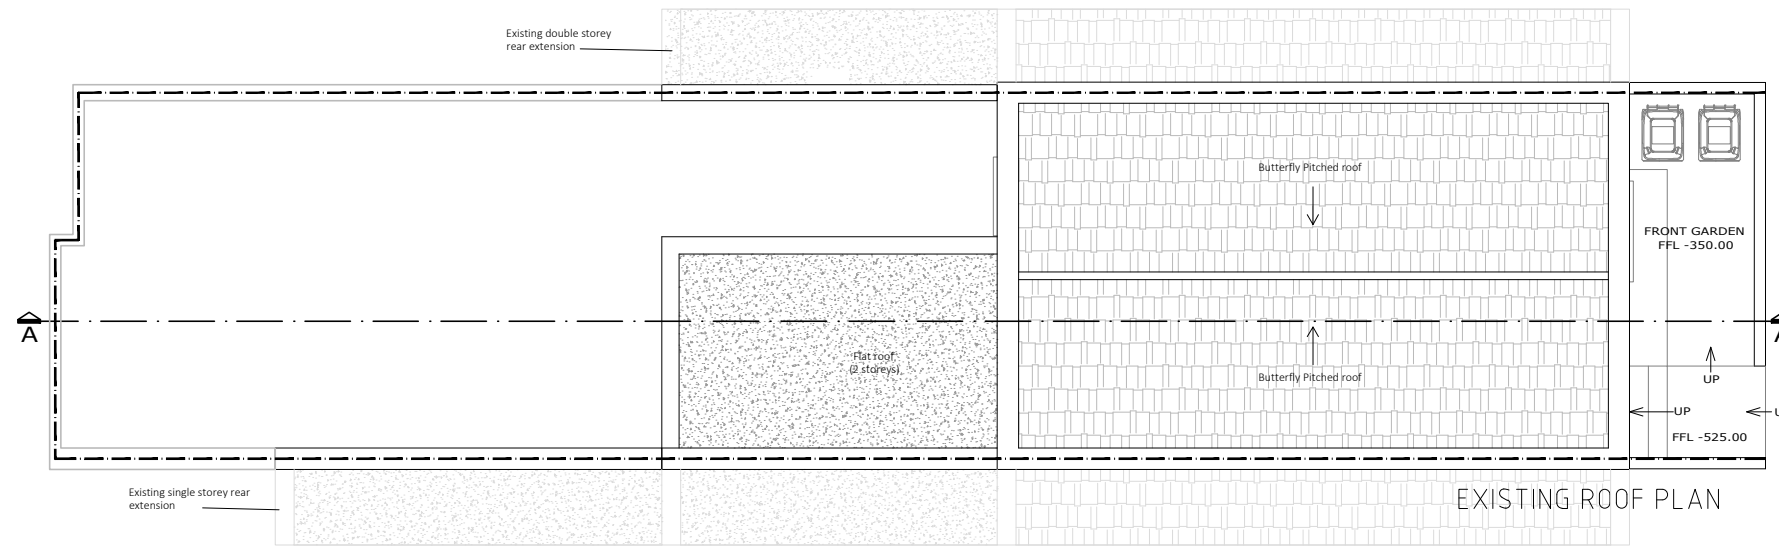 Existing double storey
rear extension
Butterfly Pitched roof
FRONT GARDEN
FFL -350.00
A
Flat roof
(2 storeys)
Butterfly Pitched roof
UP
UP
FFL -525.00
Existing single storey rear
extension
EXISTING ROOF PLAN